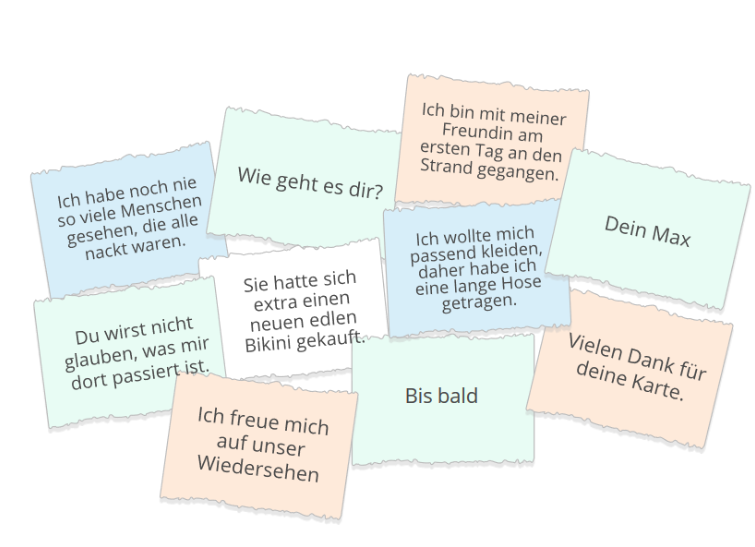 Ich bin mit meiner
Freundin am
ersten Tag an den
Strand gegangen.
Wie geht es dir?
Ich habe noch nie
so viele Menschen
gesehen, die alle
nackt waren.
Dein Max
Ich wollte mich
passend kleiden,
daher habe ich
eine lange Hose
getragen.
Sie hatte sich
extra einen
neuen edlen
Bikini gekauft.
Du wirst nicht
glauben, was mir
dort passiert ist.
Vielen Dank für
deine Karte.
Bis bald
Ich freue mich
auf unser
Wiedersehen